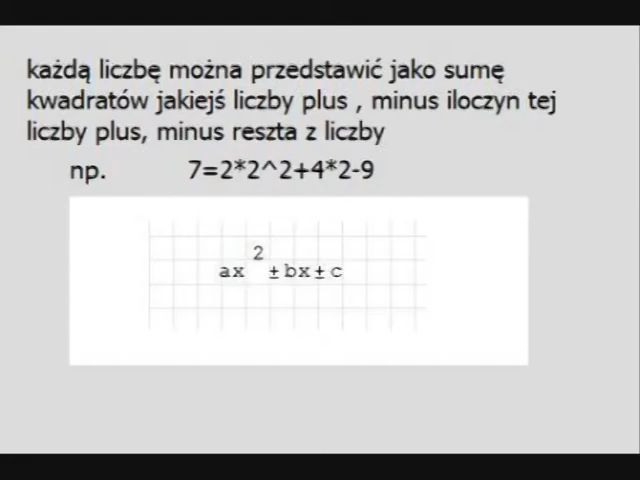 każdą liczbę można przedstawić jako sumę
kwadratów jakiejś liczby plus , minus iloczyn tej
liczby plus, minus reszta z liczby
np. 7=2*2^2+4*2-9
ax^2±bx±c